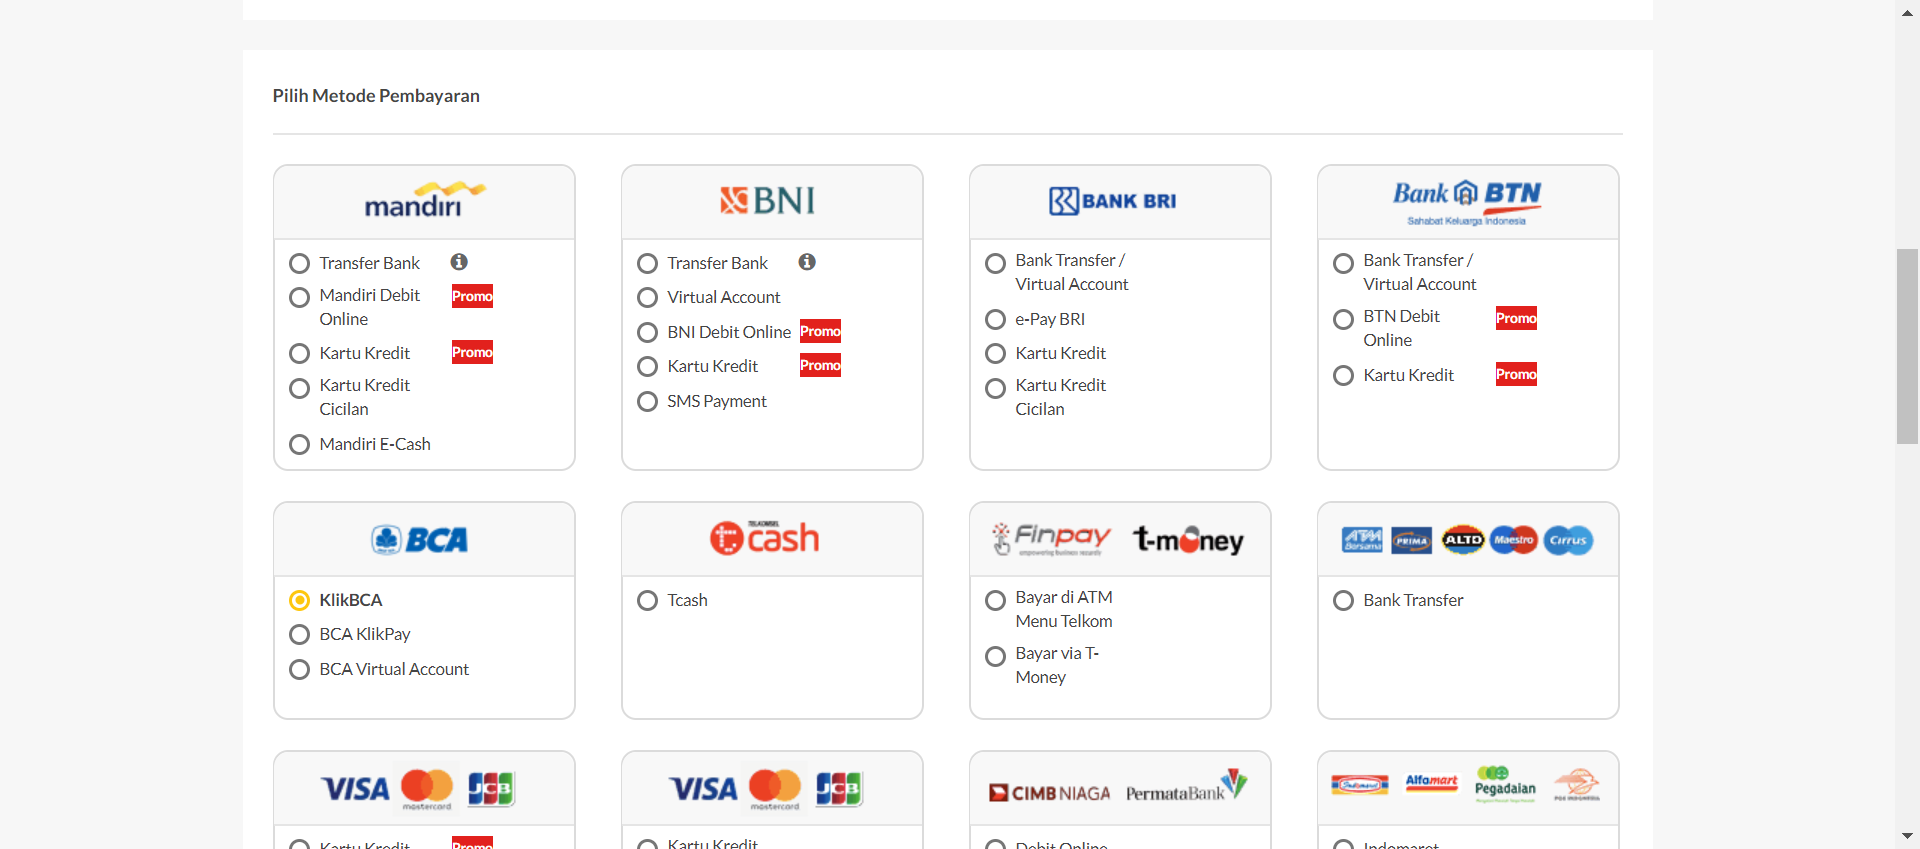 Pilih Metode Pembayaran
mandiri
Transfer Bank
Mandiri Debit Promo
Online
Kartu Kredit Promo
Kartu Kredit
Cicilan
Mandiri E-Cash
BNI
Transfer Bank
Virtual Account
BNI Debit Online Promo
Kartu Kredit Promo
SMS Payment
BANK BRI
Bank Transfer /
Virtual Account
e-Pay BRI
Kartu Kredit
Kartu Kredit
Cicilan
Bank BTN
Sahabat Keluarga Indonesia
Bank Transfer /
Virtual Account
BTN Debit Promo
Online
Kartu Kredit Promo
BCA
KlikBCA
BCA KlikPay
BCA Virtual Account
TELKOMSEL
t cash
Tcash
Finpay t-money
Bayar di ATM
Menu Telkom
Bayar via T-
Money
ATM Bersama PRIMA ALTO Maestro Cirrus
Bank Transfer
VISA mastercard JCB
Kartu Kredit Promo
VISA mastercard JCB
Kartu Kredit
CIMB NIAGA PermataBank
Debit Online
Indomaret Alfamart Pegadaian POS INDONESIA
Indomaret